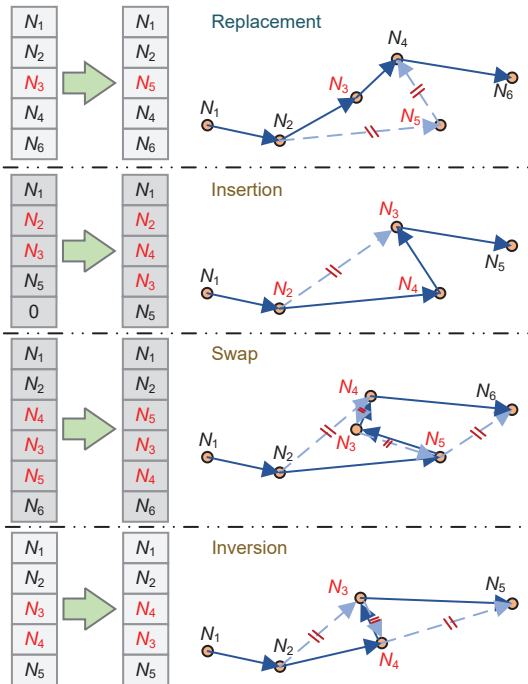 Replacement
N1 N1
N2 N2
N3 N5
N4 N4
N6 N6
N4
N3
N6
N1
N2
N5
Insertion
N1 N1
N2 N2
N3 N4
N5 N3
0 N5
N3
N5
N1
N2
N4
Swap
N1 N1
N2 N2
N4 N5
N3 N3
N5 N4
N6 N6
N4
N6
N1
N3
N5
N2
Inversion
N1 N1
N2 N2
N3 N4
N4 N3
N5 N5
N3
N5
N1
N2
N4